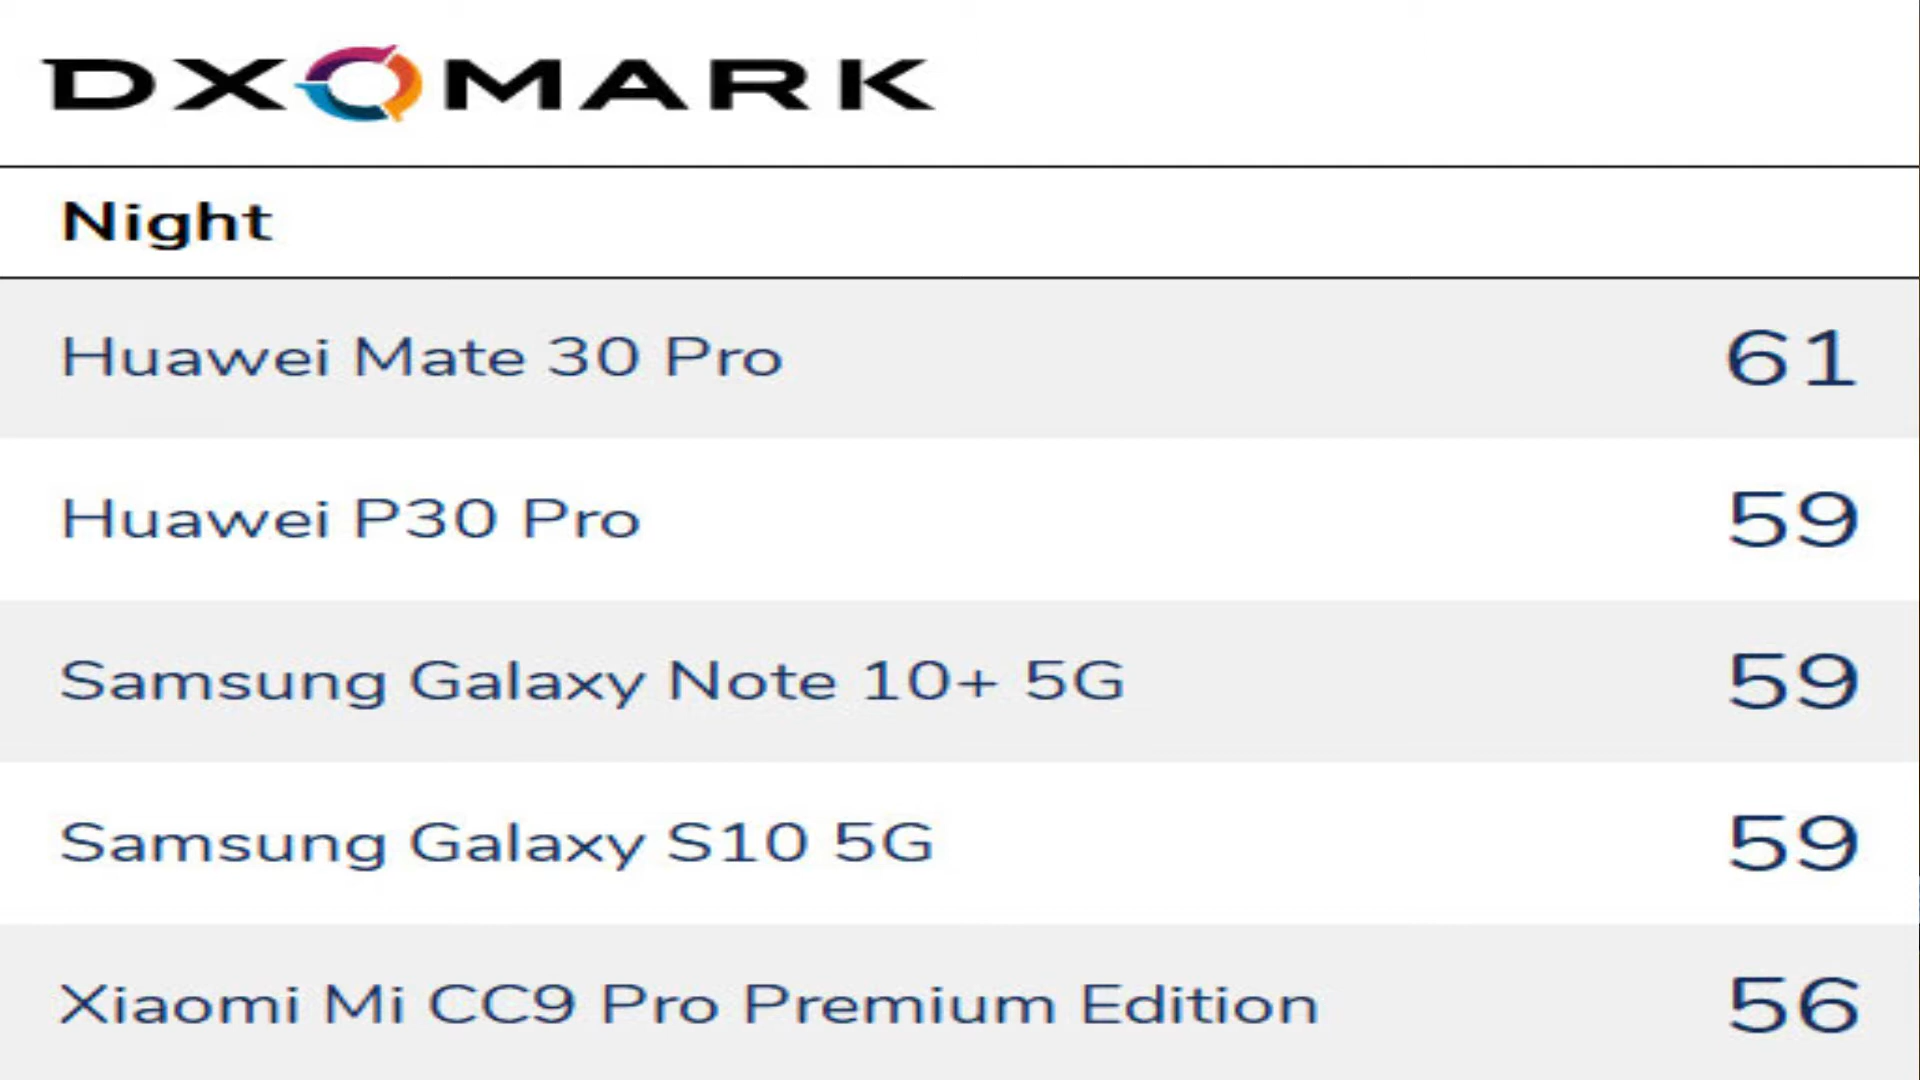 DXOMARK
Night
Huawei Mate 30 Pro 61
Huawei P30 Pro 59
Samsung Galaxy Note 10+ 5G 59
Samsung Galaxy S10 5G 59
Xiaomi Mi CC9 Pro Premium Edition 56